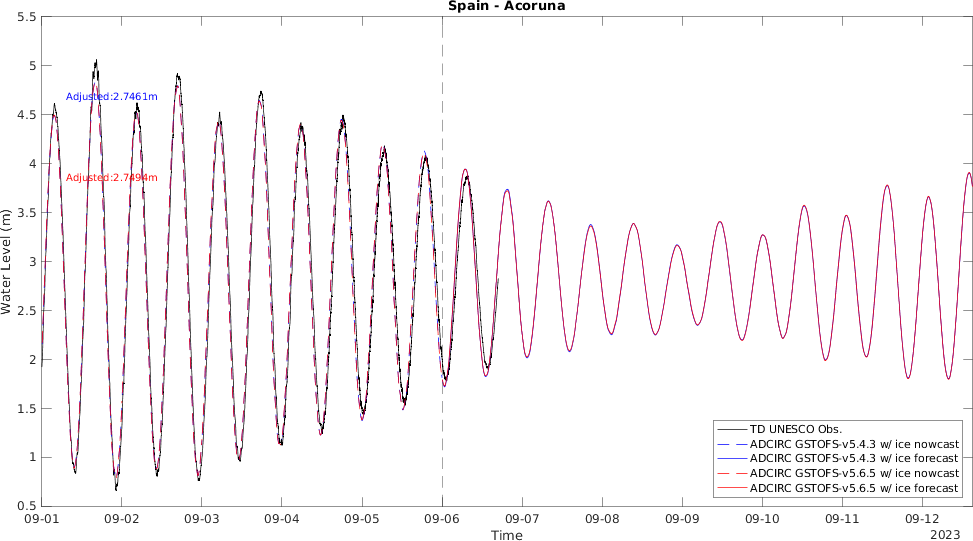 Spain - Acoruna
5.5
5
4.5
4
3.5
3
2.5
2
1.5
1
0.5
Water Level (m)
Adjusted:2.7461m
Adjusted:2.7494m
TD UNESCO Obs.
ADCIRC GSTOFS-v5.4.3 w/ ice nowcast
ADCIRC GSTOFS-v5.4.3 w/ ice forecast
ADCIRC GSTOFS-v5.6.5 w/ ice nowcast
ADCIRC GSTOFS-v5.6.5 w/ ice forecast
09-01 09-02 09-03 09-04 09-05 09-06 09-07 09-08 09-09 09-10 09-11 09-12
Time
2023